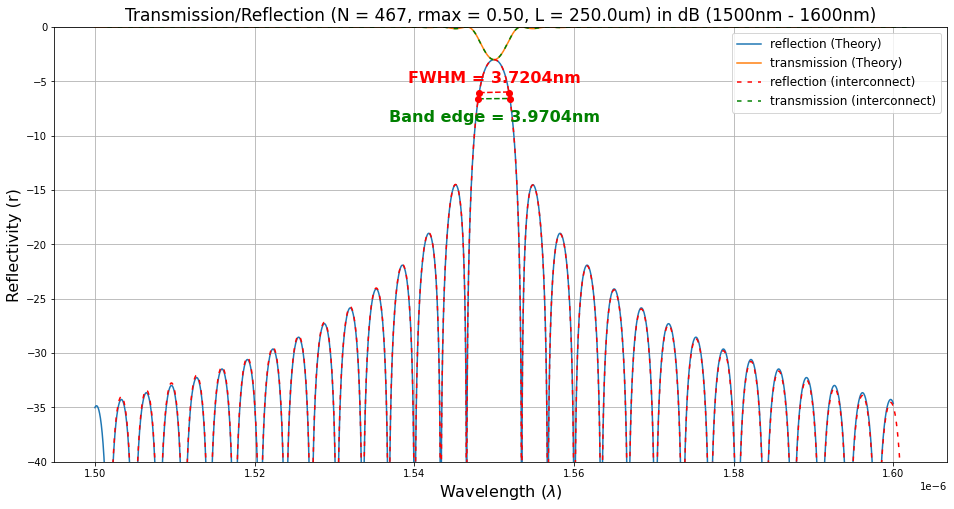 Transmission/Reflection (N = 467, rmax = 0.50, L = 250.0um) in dB (1500nm - 1600nm)
reflection (Theory)
transmission (Theory)
reflection (interconnect)
transmission (interconnect)
FWHM = 3.7204nm
Band edge = 3.9704nm
Reflectivity (r)
0
−5
−10
−15
−20
−25
−30
−35
−40
1.50
1.52
1.54
1.56
1.58
1.60
1e−6
Wavelength (λ)